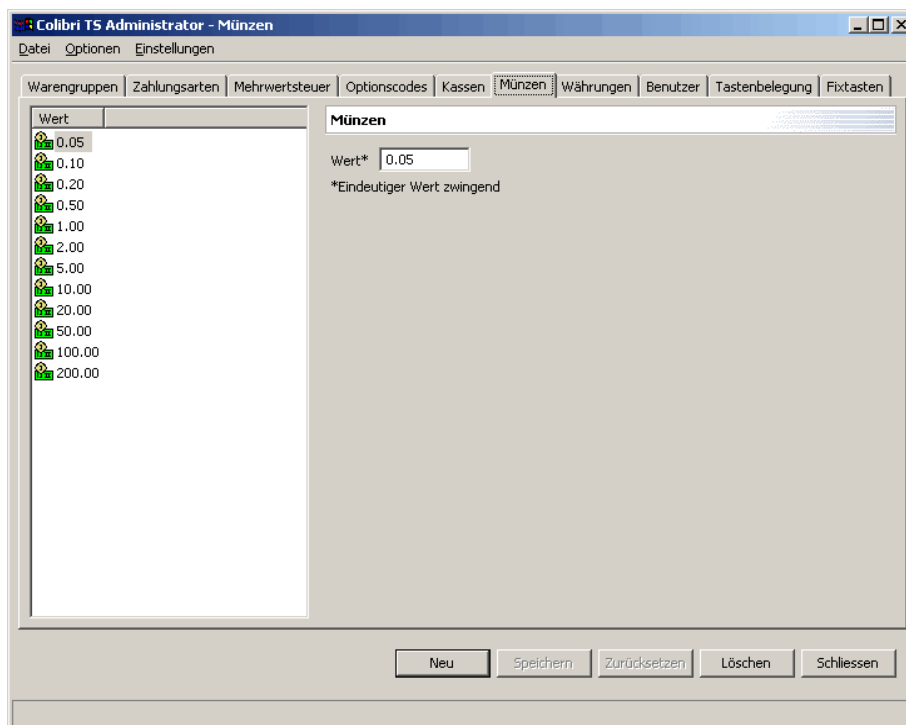 Colibri TS Administrator - Münzen
Datei Optionen Einstellungen
Warengruppen Zahlungsarten Mehrwertsteuer Optionscodes Kassen Münzen Währungen Benutzer Tastenbelegung Fixtasten
Wert
0.05
0.10
0.20
0.50
1.00
2.00
5.00
10.00
20.00
50.00
100.00
200.00
Münzen
Wert* 0.05
*Eindeutiger Wert zwingend
Neu Speichern Zurücksetzen Löschen Schliessen